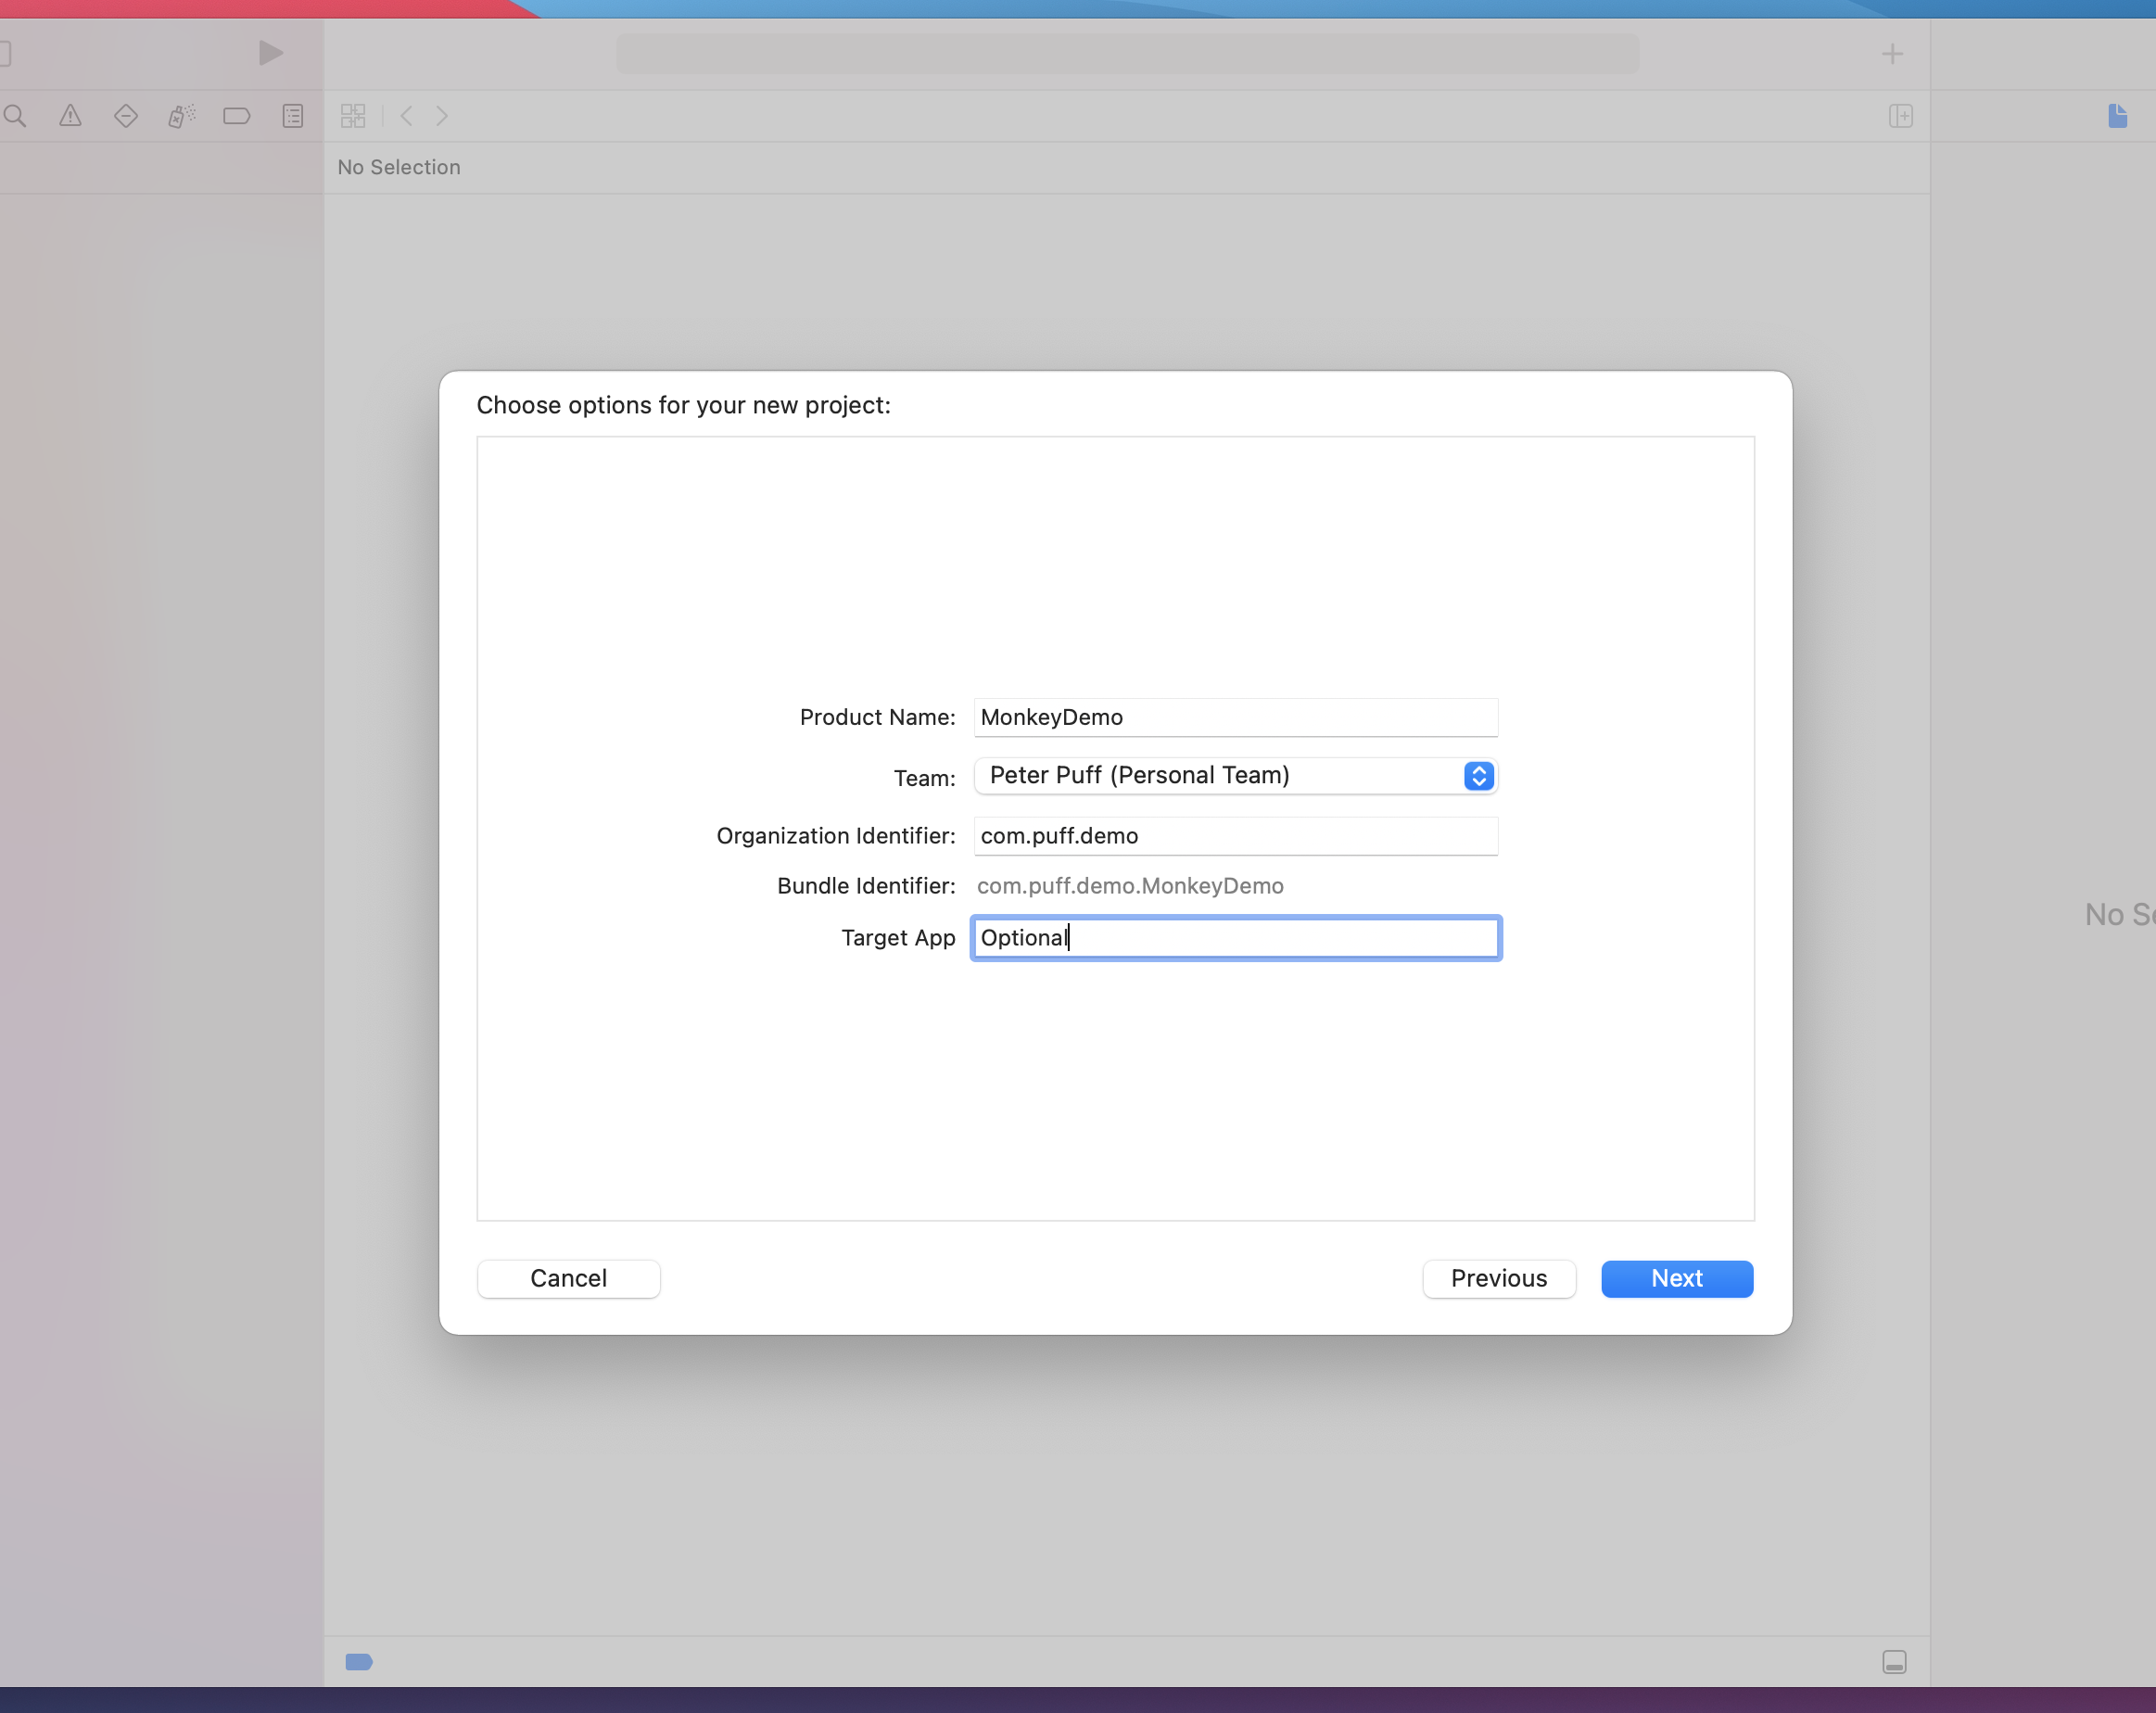 No Selection
Choose options for your new project:
Product Name: MonkeyDemo
Team: Peter Puff (Personal Team)
Organization Identifier: com.puff.demo
Bundle Identifier: com.puff.demo.MonkeyDemo
No Se
Target App Optional
Cancel Previous Next